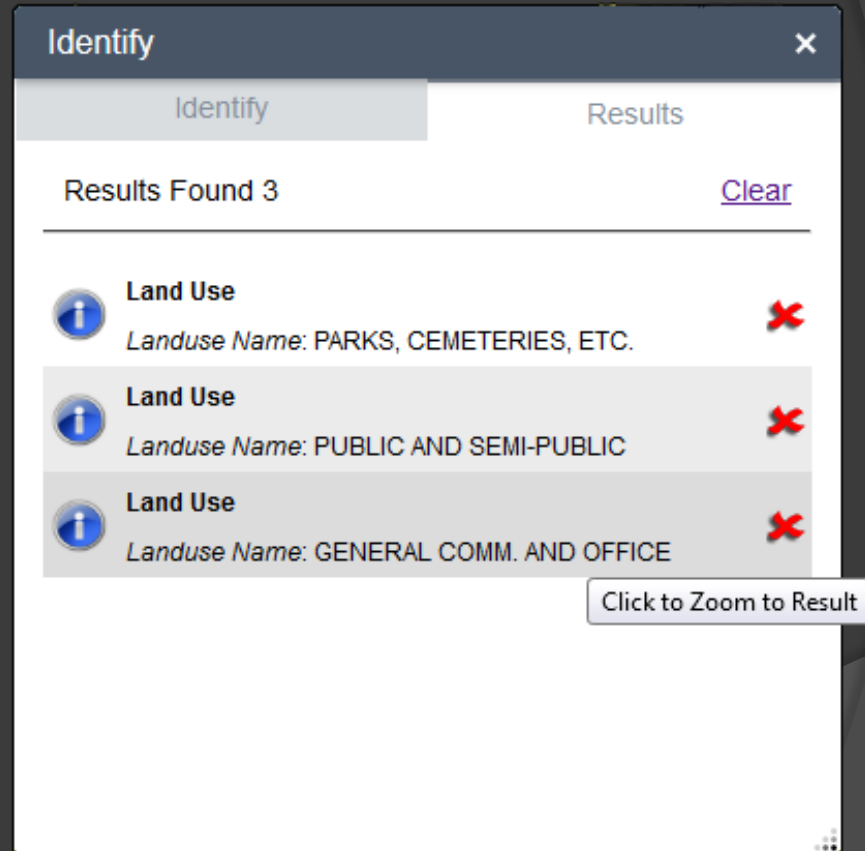 Identify ×
Identify Results
Results Found 3 Clear
Land Use
Landuse Name: PARKS, CEMETERIES, ETC.
Land Use
Landuse Name: PUBLIC AND SEMI-PUBLIC
Land Use
Landuse Name: GENERAL COMM. AND OFFICE
Click to Zoom to Result